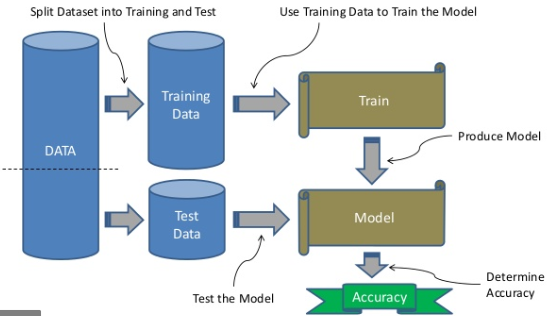 Split Dataset into Training and Test
Use Training Data to Train the Model
Training
Data
Train
DATA
Produce Model
Test
Data
Model
Test the Model
Determine
Accuracy
Accuracy